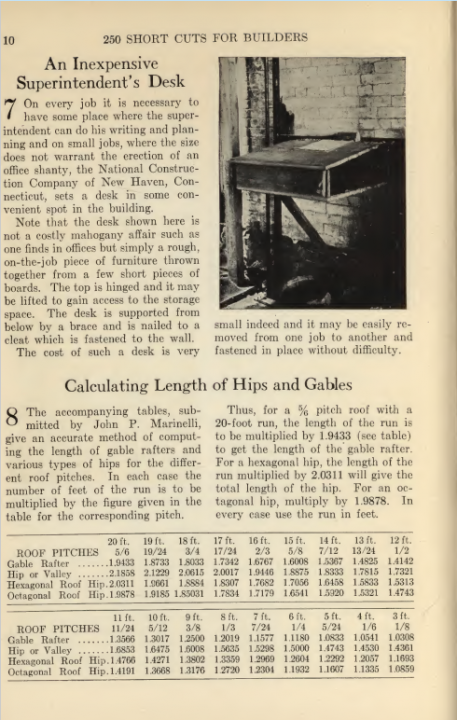 10
250 SHORT CUTS FOR BUILDERS
An Inexpensive
Superintendent's Desk
7 On every job it is necessary to
have some place where the super-
intendent can do his writing and plan-
ning and on small jobs, where the size
does not warrant the erection of an
office shanty, the National Construc-
tion Company of New Haven, Con-
necticut, sets a desk in some con-
venient spot in the building.
Note that the desk shown here is
not a costly mahogany affair such as
one finds in offices but simply a rough,
on-the-job piece of furniture thrown
together from a few short pieces of
boards. The top is hinged and it may
be lifted to gain access to the storage
space. The desk is supported from
below by a brace and is nailed to a
cleat which is fastened to the wall.
The cost of such a desk is very
small indeed and it may be easily re-
moved from one job to another and
fastened in place without difficulty.
Calculating Length of Hips and Gables
8 The accompanying tables, sub-
mitted by John P. Marinelli,
give an accurate method of comput-
ing the length of gable rafters and
various types of hips for the differ-
ent roof pitches. In each case the
number of feet of the run is to be
multiplied by the figure given in the
table for the corresponding pitch.
Thus, for a 5/6 pitch roof with a
20-foot run, the length of the run is
to be multiplied by 1.9433 (see table)
to get the length of the gable rafter.
For a hexagonal hip, the length of the
run multiplied by 2.0311 will give the
total length of the hip. For an oc-
tagonal hip, multiply by 1.9878. In
every case use the run in feet.
20 ft. 19 ft. 18 ft. 17 ft. 16 ft. 15 ft. 14 ft. 13 ft. 12 ft.
ROOF PITCHES 5/6 19/24 3/4 17/24 2/3 5/8 7/12 13/24 1/2
Gable Rafter .......1.9433 1.8733 1.8033 1.7342 1.6767 1.6008 1.5367 1.4825 1.4142
Hip or Valley .......2.1858 2.1229 2.0615 2.0017 1.9446 1.8875 1.8333 1.7815 1.7321
Hexagonal Roof Hip.2.0311 1.9661 1.8884 1.8307 1.7682 1.7056 1.6458 1.5833 1.5313
Octagonal Roof Hip.1.9878 1.9185 1.85031 1.7834 1.7179 1.6541 1.5920 1.5321 1.4743
11 ft. 10 ft. 9 ft. 8 ft. 7 ft. 6 ft. 5 ft. 4 ft. 3 ft.
ROOF PITCHES 11/24 5/12 3/8 1/3 7/24 1/4 5/24 1/6 1/8
Gable Rafter .......1.3566 1.3017 1.2500 1.2019 1.1577 1.1180 1.0833 1.0541 1.0308
Hip or Valley .......1.6853 1.6475 1.6008 1.5635 1.5298 1.5000 1.4743 1.4530 1.4361
Hexagonal Roof Hip.1.4766 1.4271 1.3802 1.3359 1.2969 1.2604 1.2292 1.2057 1.1693
Octagonal Roof Hip.1.4191 1.3668 1.3176 1.2720 1.2304 1.1932 1.1607 1.1335 1.0859